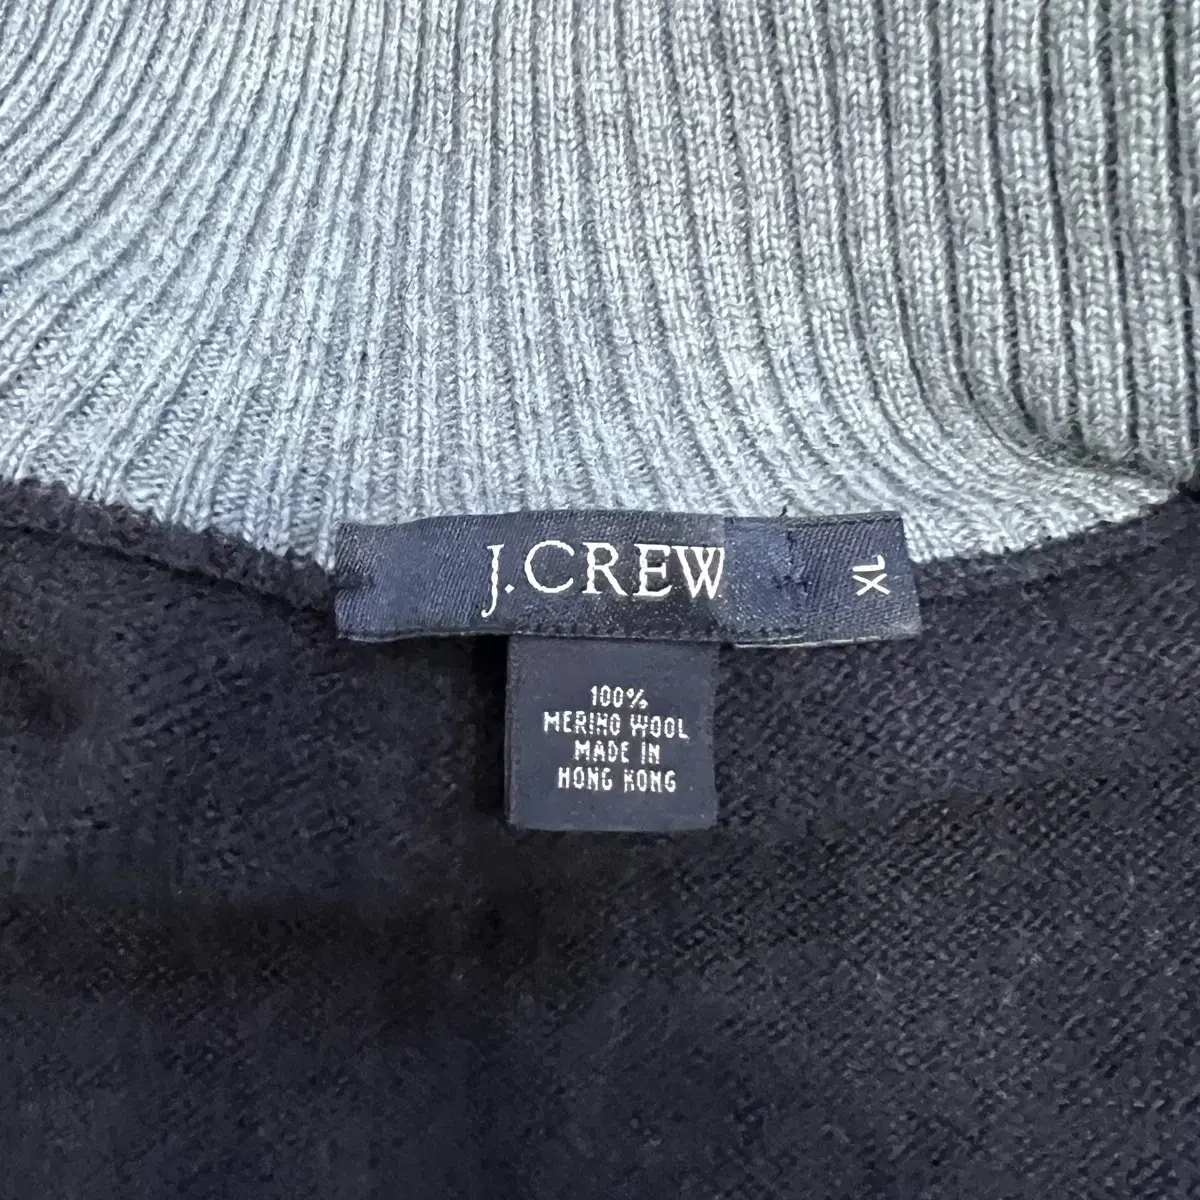 J.CREW
XL
100%
MERINO WOOL
MADE IN
HONG KONG